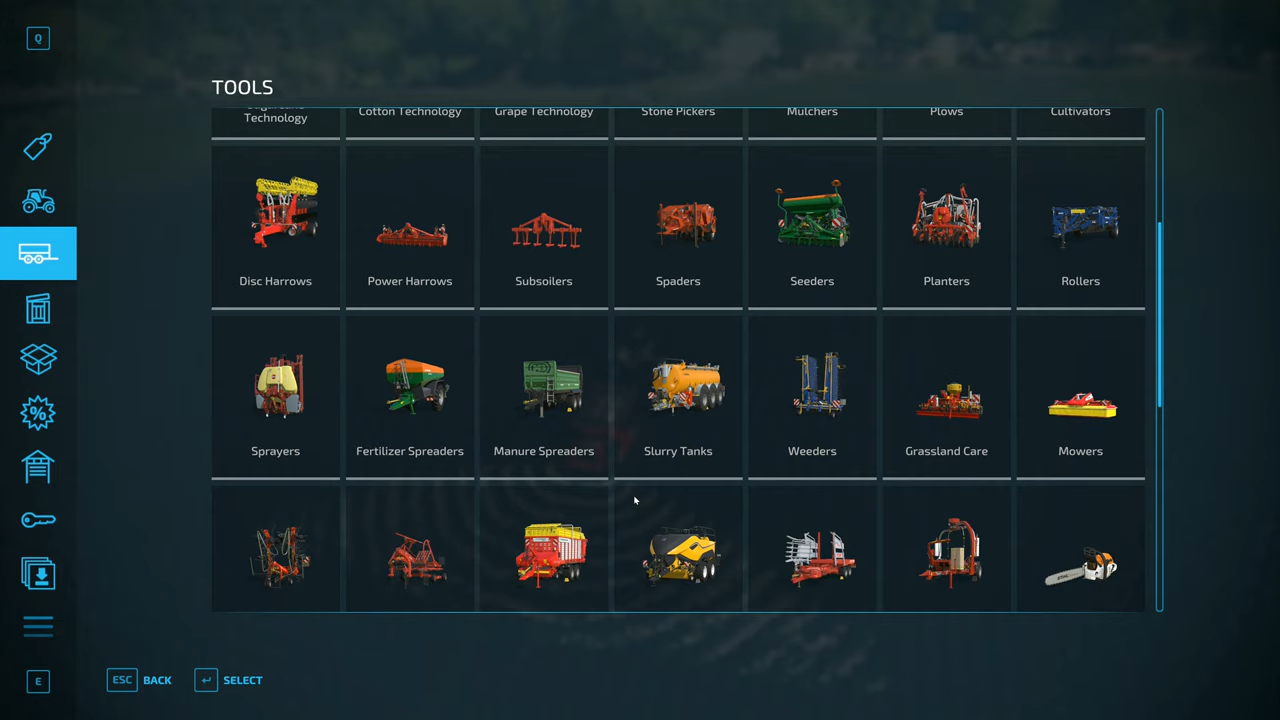 Q
TOOLS
Sugarcane
Technology
Cotton Technology
Grape Technology
Stone Pickers
Mulchers
Plows
Cultivators
Disc Harrows
Power Harrows
Subsoilers
Spaders
Seeders
Planters
Rollers
Sprayers
Fertilizer Spreaders
Manure Spreaders
Slurry Tanks
Weeders
Grassland Care
Mowers
E
ESC BACK
SELECT